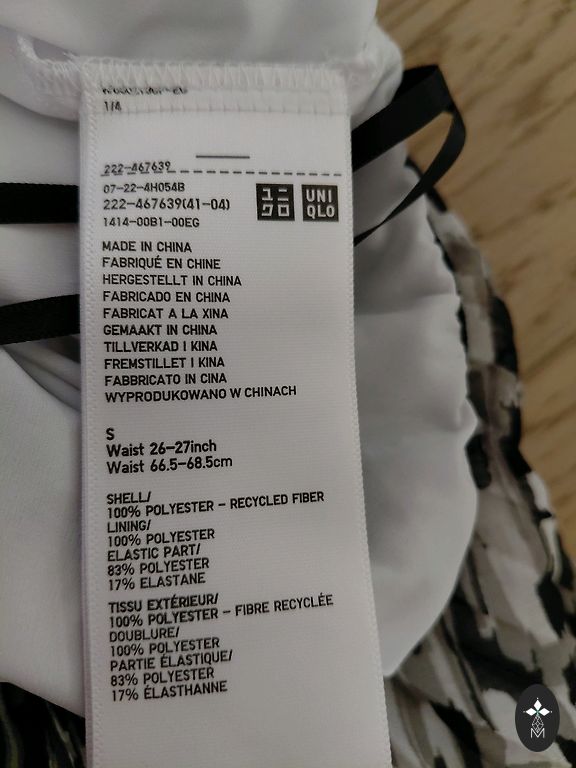 1/4
222-467639
07-22-4H054B
222-467639(41-04)
1414-00B1-00EG
ユニ
クロ
UNI
QLO
MADE IN CHINA
FABRIQUÉ EN CHINE
HERGESTELLT IN CHINA
FABRICADO EN CHINA
FABRICAT A LA XINA
GEMAAKT IN CHINA
TILLVERKAD I KINA
FREMSTILLET I KINA
FABBRICATO IN CINA
WYPRODUKOWANO W CHINACH
S
Waist 26-27inch
Waist 66.5-68.5cm
SHELL/
100% POLYESTER - RECYCLED FIBER
LINING/
100% POLYESTER
ELASTIC PART/
83% POLYESTER
17% ELASTANE
TISSU EXTÉRIEUR/
100% POLYESTER - FIBRE RECYCLÉE
DOUBLURE/
100% POLYESTER
PARTIE ÉLASTIQUE/
83% POLYESTER
17% ÉLASTHANNE
M